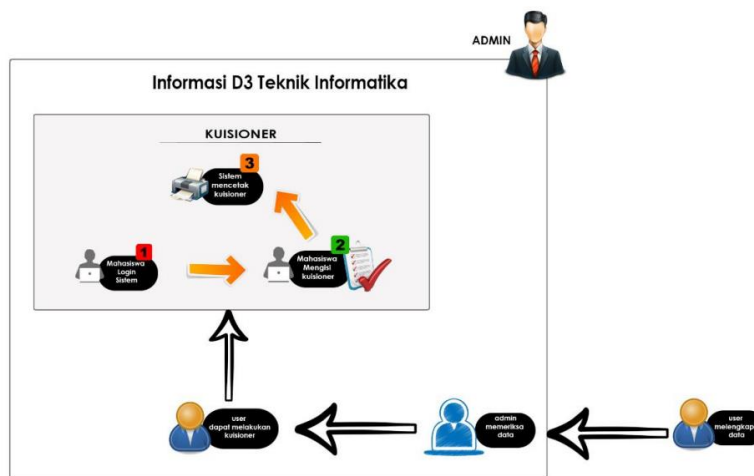 ADMIN
Informasi D3 Teknik Informatika
KUISIONER
3
Sistem
mencetak
kuisioner
1
Mahasiswa
Login
Sistem
2
Mahasiswa
Mengisi
kuisioner
user
dapat melakukan
kuisioner
admin
memeriksa
data
user
melengkap
data